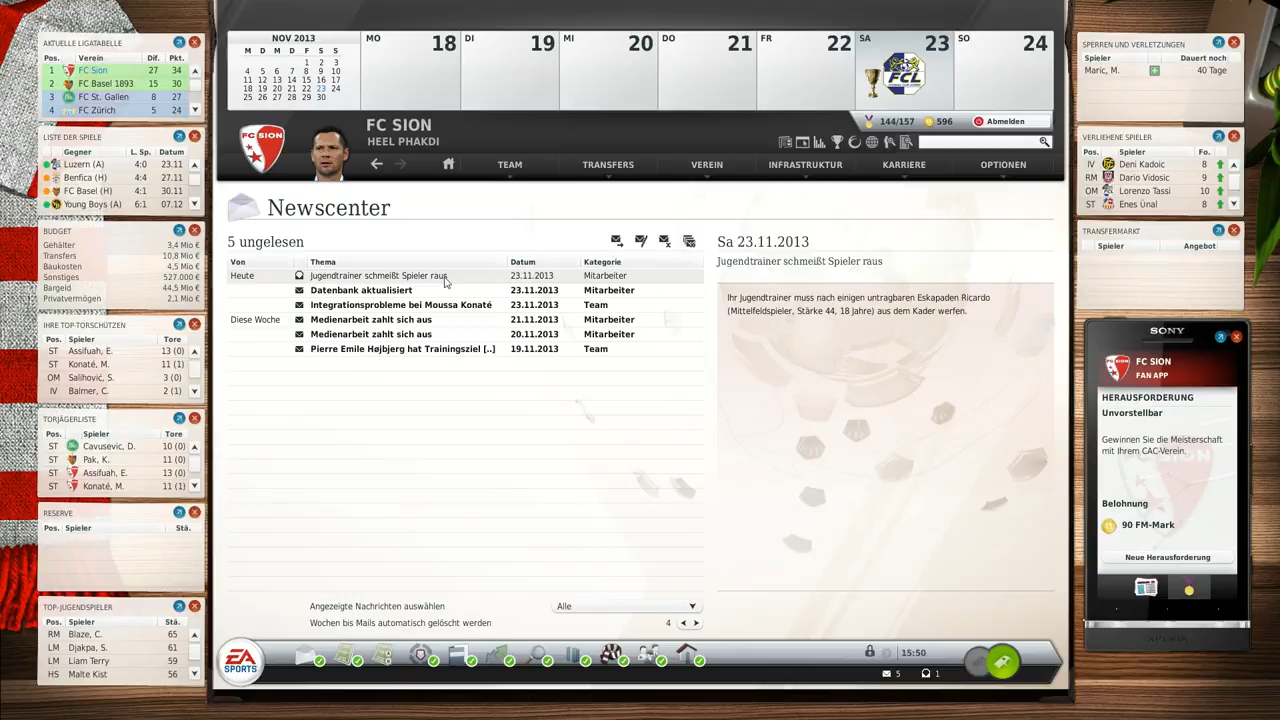 AKTUELLE LIGATABELLE
Pos. Verein Dif. Pkt.
1 FC Sion 27 34
2 FC Basel 1893 15 30
3 FC St. Gallen 8 27
4 FC Zürich 5 24
LISTE DER SPIELE
Gegner L. Sp. Datum
Luzern (A) 4:0 23.11
Benfica (H) 4:4 27.11
FC Basel (H) 4:1 30.11
Young Boys (A) 6:1 07.12
BUDGET
Gehälter 3,4 Mio €
Transfers 10,8 Mio €
Baukosten 4,5 Mio €
Sonstiges 527.000 €
Bargeld 44,5 Mio €
Privatvermögen 2,1 Mio €
IHRE TOP-TORSCHÜTZEN
Pos. Spieler Tore
ST Assifuah, E. 13 (0)
ST Konaté, M. 11 (1)
OM Salihović, S. 3 (0)
IV Balmer, C. 2 (1)
TORJÄGERLISTE
Pos. Spieler Tore
ST Cavusevic, D. 10 (0)
ST Pak, K. 11 (0)
ST Assifuah, E. 13 (0)
ST Konaté, M. 11 (1)
RESERVE
Pos. Spieler Stä.
TOP-JUGENDSPIELER
Pos. Spieler Stä.
RM Blaze, C. 65
LM Djakpa, S. 61
LM Liam Terry 59
HS Malte Kist 56
NOV 2013
M D M D F S S
1 2 3
4 5 6 7 8 9 10
11 12 13 14 15 16 17
18 19 20 21 22 23 24
25 26 27 28 29 30
MO 18
DI 19
MI 20
DO 21
FR 22
SA 23
SO 24
FCL
144/157 596 Abmelden
FC SION
FC SION
HEEL PHAKDI
TEAM TRANSFERS VEREIN INFRASTRUKTUR KARRIERE OPTIONEN
Newscenter
5 ungelesen
Von Thema Datum Kategorie
Heute Jugendtrainer schmeißt Spieler raus 23.11.2013 Mitarbeiter
Datenbank aktualisiert 23.11.2013 Mitarbeiter
Integrationsprobleme bei Moussa Konaté 23.11.2013 Team
Diese Woche Medienarbeit zahlt sich aus 21.11.2013 Mitarbeiter
Medienarbeit zahlt sich aus 20.11.2013 Mitarbeiter
Pierre Emile Højbjerg hat Trainingsziel [..] 19.11.2013 Team
Angezeigte Nachrichten auswählen Alle
Wochen bis Mails automatisch gelöscht werden 4
Sa 23.11.2013
Jugendtrainer schmeißt Spieler raus
Ihr Jugendtrainer muss nach einigen untragbaren Eskapaden Ricardo
(Mittelfeldspieler, Stärke 44, 18 Jahre) aus dem Kader werfen.
EA
SPORTS
15:50
5 1
SPERREN UND VERLETZUNGEN
Spieler Dauert noch
Maric, M. 40 Tage
VERLIEHENE SPIELER
Pos. Spieler Fo.
IV Deni Kadoic 8
RM Dario Vidosic 9
OM Lorenzo Tassi 10
ST Enes Ünal 8
TRANSFERMARKT
Spieler Angebot
SONY
FC SION
FAN APP
HERAUSFORDERUNG
Unvorstellbar
Gewinnen Sie die Meisterschaft
mit Ihrem CAC-Verein.
Belohnung
90 FM-Mark
Neue Herausforderung
XPERIA